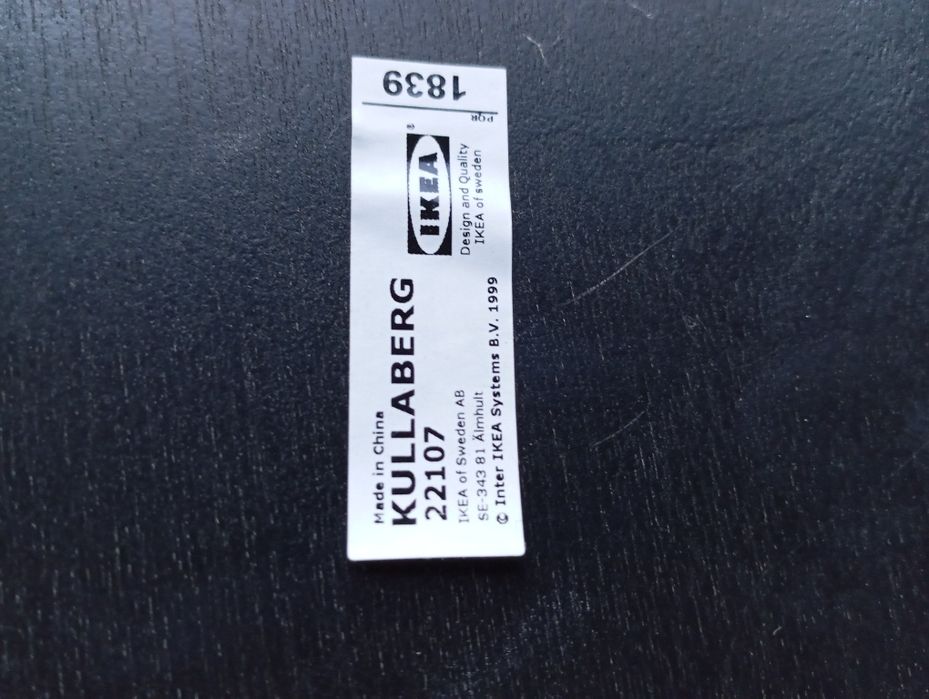 Made in China
KULLABERG
22107
IKEA of Sweden AB
SE-343 81 Älmhult
© Inter IKEA Systems B.V. 1999
IKEA®
Design and Quality
IKEA of Sweden
1839